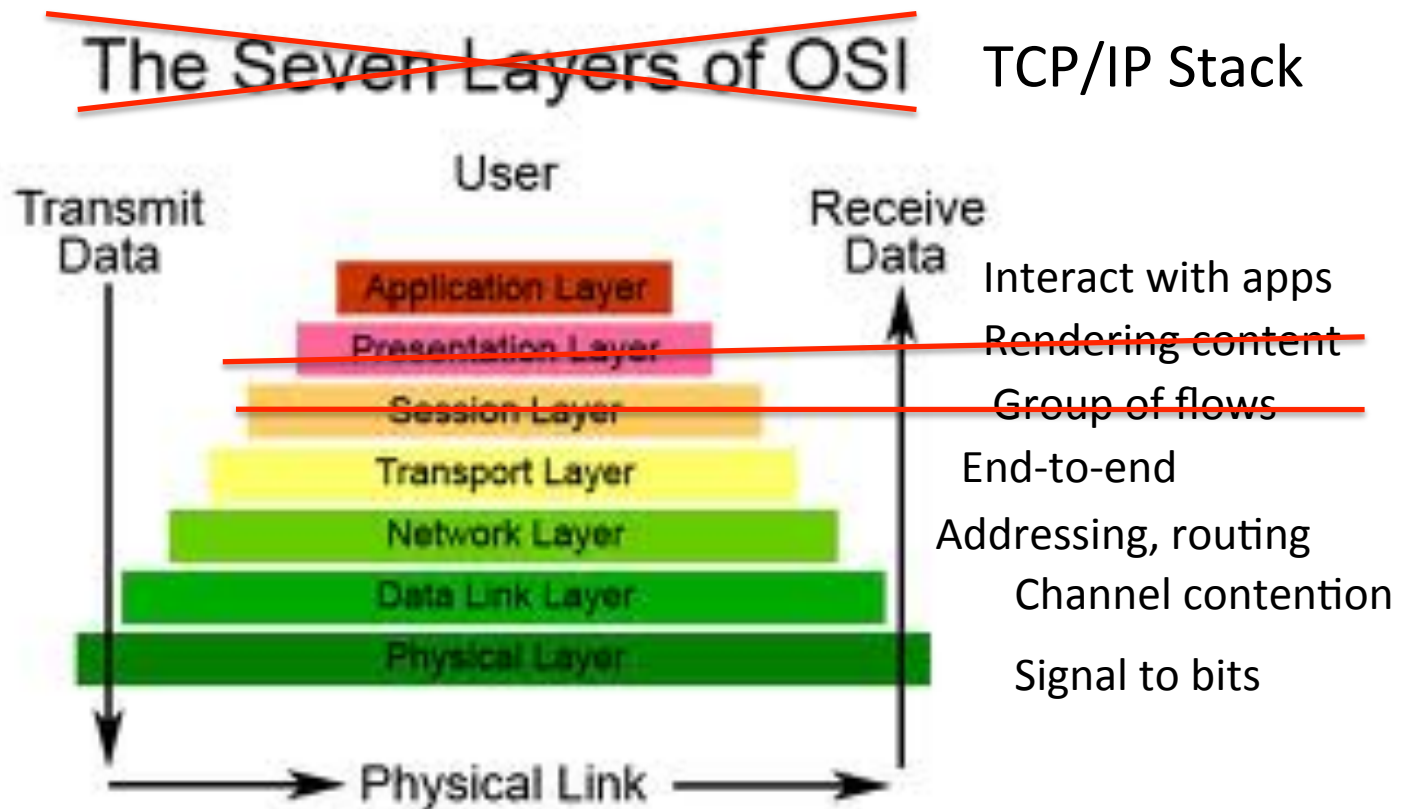 The Seven Layers of OSI
TCP/IP Stack
User
Transmit
Data
Receive
Data
Application Layer
Interact with apps
Presentation Layer
Rendering content
Session Layer
Group of flows
Transport Layer
End-to-end
Network Layer
Addressing, routing
Data Link Layer
Channel contention
Physical Layer
Signal to bits
Physical Link